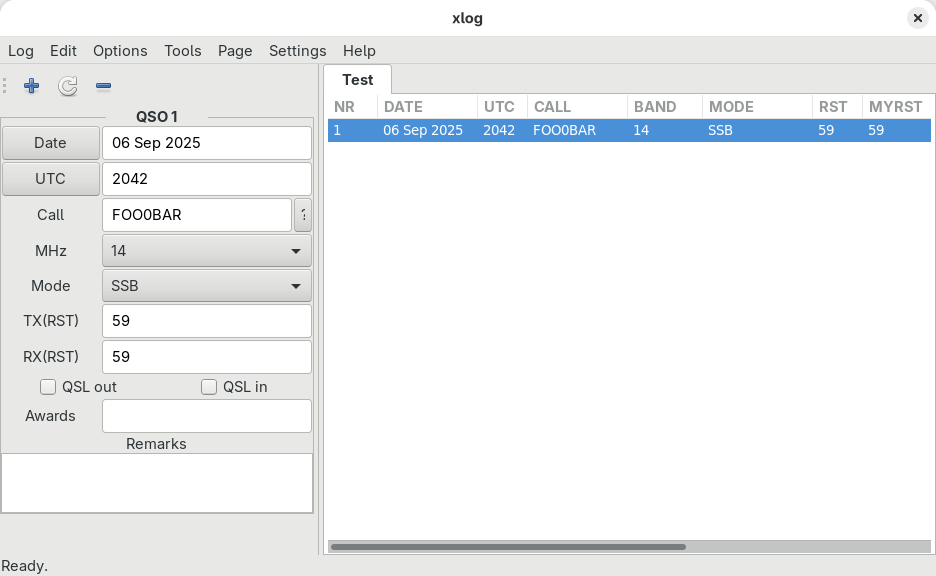 xlog
Log Edit Options Tools Page Settings Help
QSO 1
Date 06 Sep 2025
UTC 2042
Call FOO0BAR ?
MHz 14
Mode SSB
TX(RST) 59
RX(RST) 59
QSL out QSL in
Awards
Remarks
Test
NR DATE UTC CALL BAND MODE RST MYRST
1 06 Sep 2025 2042 FOO0BAR 14 SSB 59 59
Ready.